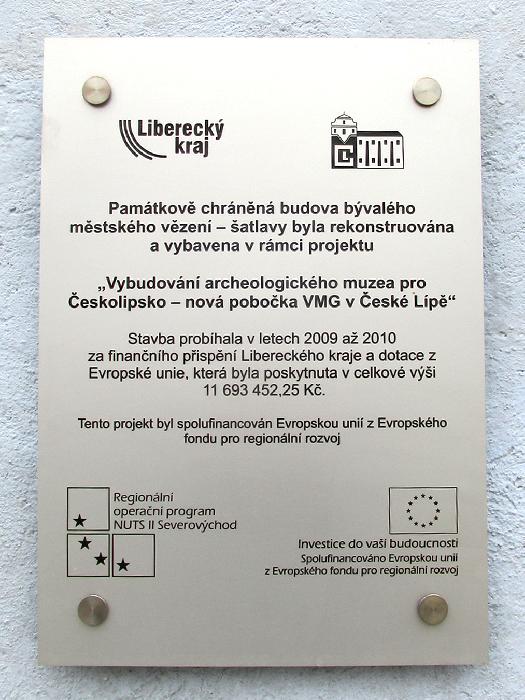 Liberecký
kraj
Památkově chráněná budova bývalého
městského vězení – šatlavy byla rekonstruována
a vybavena v rámci projektu
„Vybudování archeologického muzea pro
Českolipsko – nová pobočka VMG v České Lípě“
Stavba probíhala v letech 2009 až 2010
za finančního přispění Libereckého kraje a dotace z
Evropské unie, která byla poskytnuta v celkové výši
11 693 452,25 Kč.
Tento projekt byl spolufinancován Evropskou unií z Evropského
fondu pro regionální rozvoj
Regionální
operační program
NUTS II Severovýchod
Investice do vaší budoucnosti
Spolufinancováno Evropskou unií
z Evropského fondu pro regionální rozvoj